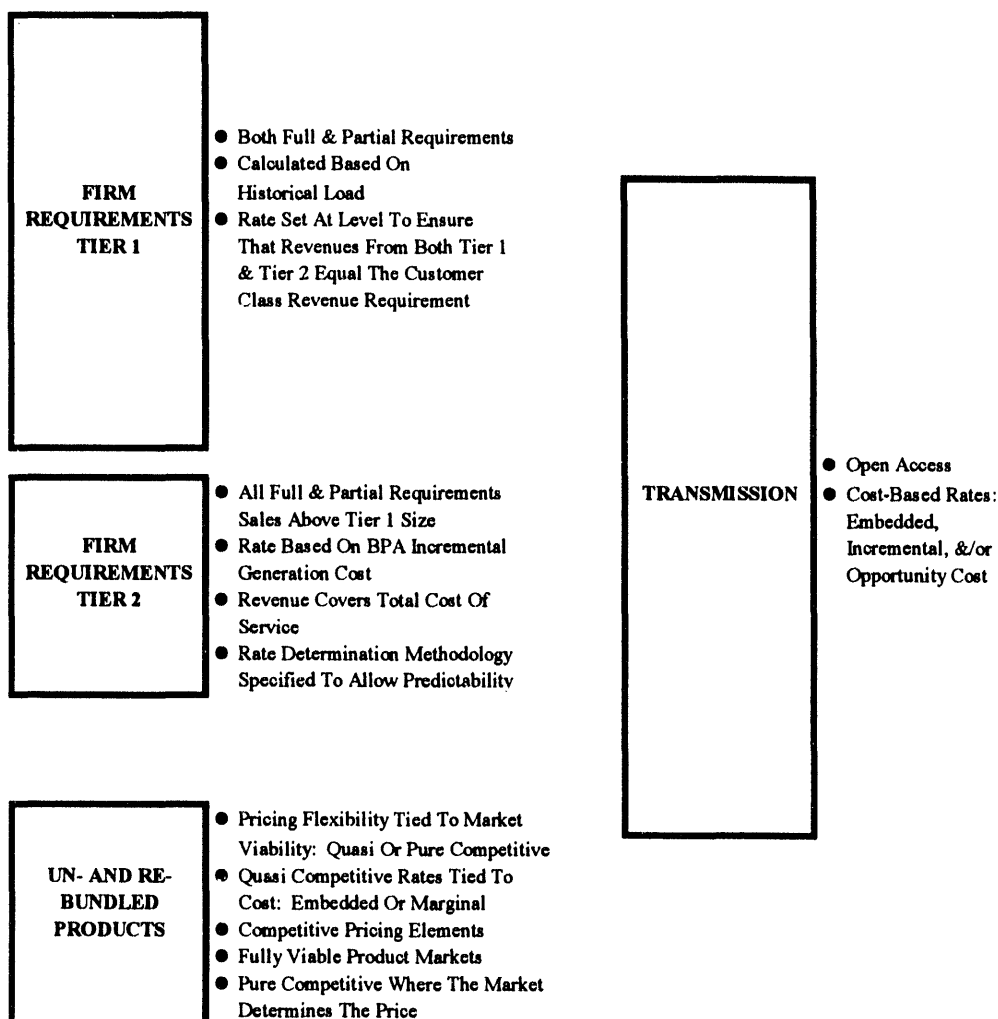 FIRM
REQUIREMENTS
TIER 1
● Both Full & Partial Requirements
● Calculated Based On
Historical Load
● Rate Set At Level To Ensure
That Revenues From Both Tier 1
& Tier 2 Equal The Customer
Class Revenue Requirement
FIRM
REQUIREMENTS
TIER 2
● All Full & Partial Requirements
Sales Above Tier 1 Size
● Rate Based On BPA Incremental
Generation Cost
● Revenue Covers Total Cost Of
Service
● Rate Determination Methodology
Specified To Allow Predictability
UN- AND RE-
BUNDLED
PRODUCTS
● Pricing Flexibility Tied To Market
Viability: Quasi Or Pure Competitive
● Quasi Competitive Rates Tied To
Cost: Embedded Or Marginal
● Competitive Pricing Elements
● Fully Viable Product Markets
● Pure Competitive Where The Market
Determines The Price
TRANSMISSION
● Open Access
● Cost-Based Rates:
Embedded,
Incremental, &/or
Opportunity Cost